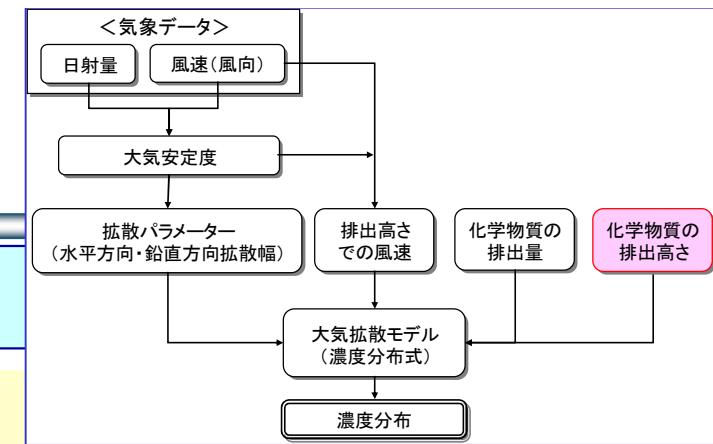 ＜気象データ＞
日射量
風速（風向）
大気安定度
拡散パラメーター
（水平方向・鉛直方向拡散幅）
排出高さ
での風速
化学物質の
排出量
化学物質の
排出高さ
大気拡散モデル
（濃度分布式）
濃度分布